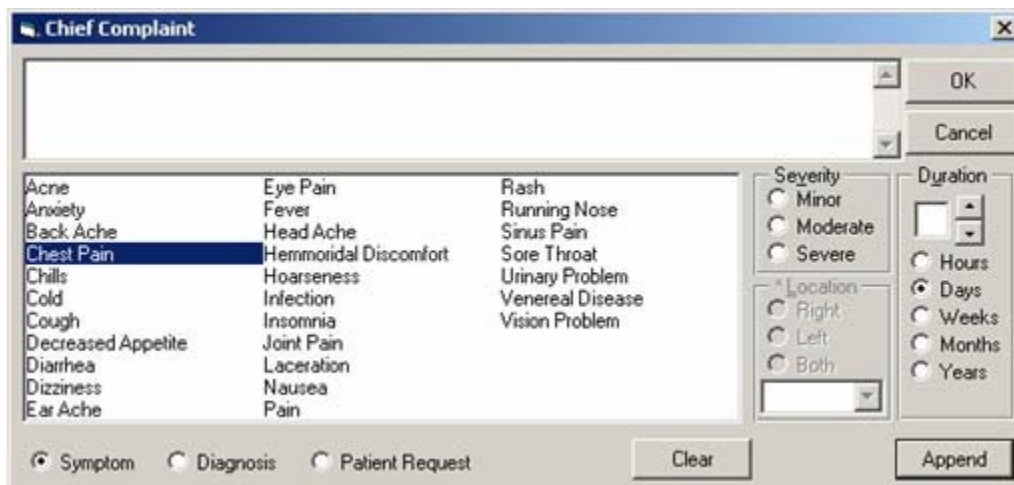 Chief Complaint
OK
Cancel
Acne Eye Pain Rash
Anxiety Fever Running Nose
Back Ache Head Ache Sinus Pain
Chest Pain Hemmoridal Discomfort Sore Throat
Chills Hoarseness Urinary Problem
Cold Infection Venereal Disease
Cough Insomnia Vision Problem
Decreased Appetite Joint Pain
Diarrhea Laceration
Dizziness Nausea
Ear Ache Pain
Severity
Minor
Moderate
Severe
* Location
Right
Left
Both
Duration
Hours
Days
Weeks
Months
Years
Symptom Diagnosis Patient Request Clear Append